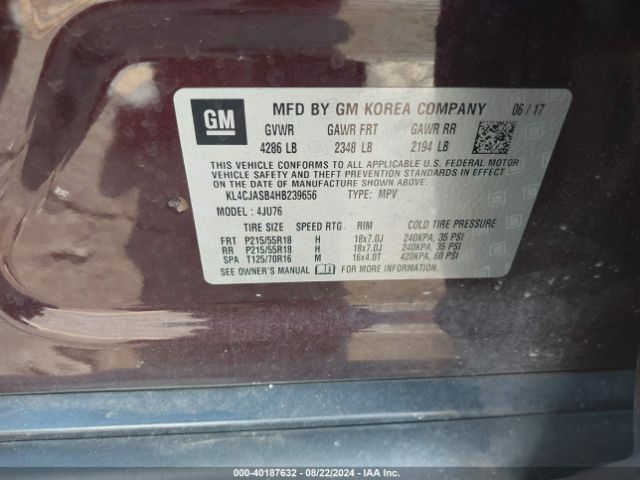 GM
MFD BY GM KOREA COMPANY 06 / 17
GVWR GAWR FRT GAWR RR
4286 LB 2348 LB 2194 LB
THIS VEHICLE CONFORMS TO ALL APPLICABLE U.S. FEDERAL MOTOR
VEHICLE SAFETY AND THEFT PREVENTION STANDARDS IN EFFECT ON
THE DATE OF MANUFACTURE SHOWN ABOVE.
KL4CJASB4HB239656 TYPE: MPV
MODEL : 4JU76
TIRE SIZE SPEED RTG RIM COLD TIRE PRESSURE
FRT P215/55R18 H 18x7.0J 240KPA, 35 PSI
RR P215/55R18 H 18x7.0J 240KPA, 35 PSI
SPA T125/70R16 M 16x4.0T 420KPA, 60 PSI
SEE OWNER'S MANUAL FOR MORE INFORMATION.
000-40187632 - 08/22/2024 - IAA Inc.